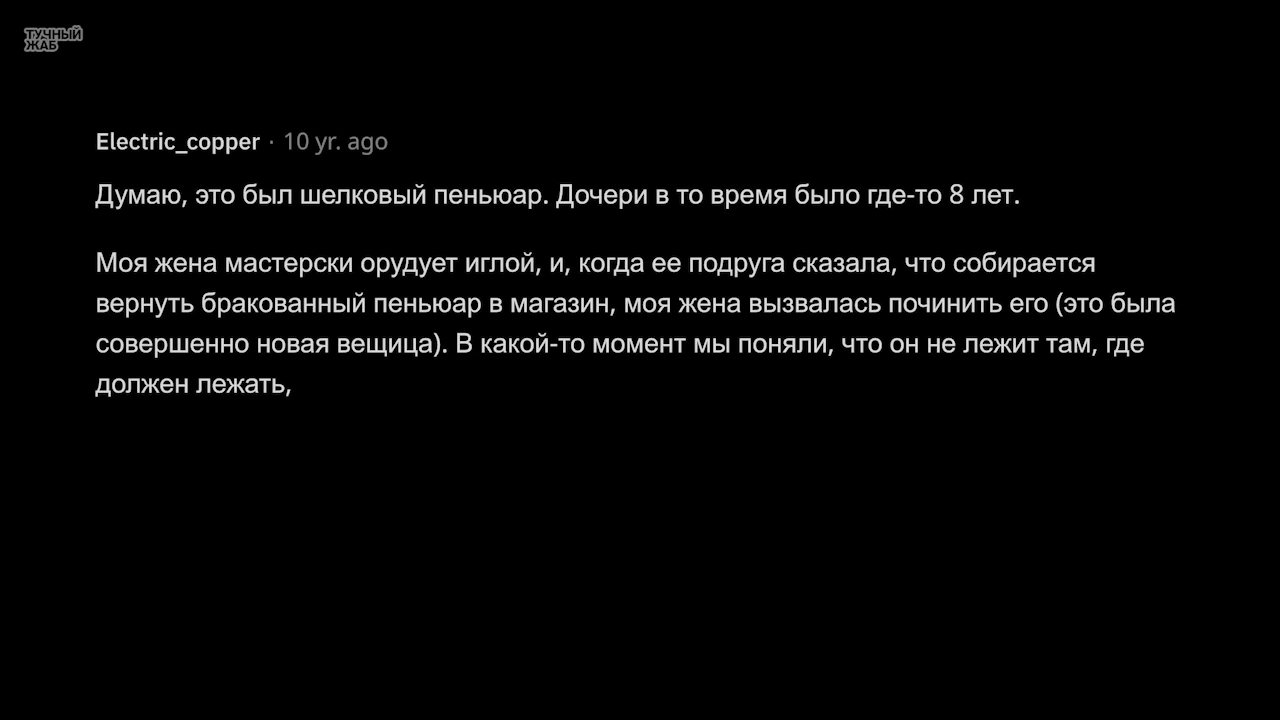 ТУЧНЫЙ
ЖАБ
Electric_copper · 10 yr. ago
Думаю, это был шелковый пеньюар. Дочери в то время было где-то 8 лет.
Моя жена мастерски орудует иглой, и, когда ее подруга сказала, что собирается
вернуть бракованный пеньюар в магазин, моя жена вызвалась починить его (это была
совершенно новая вещица). В какой-то момент мы поняли, что он не лежит там, где
должен лежать,